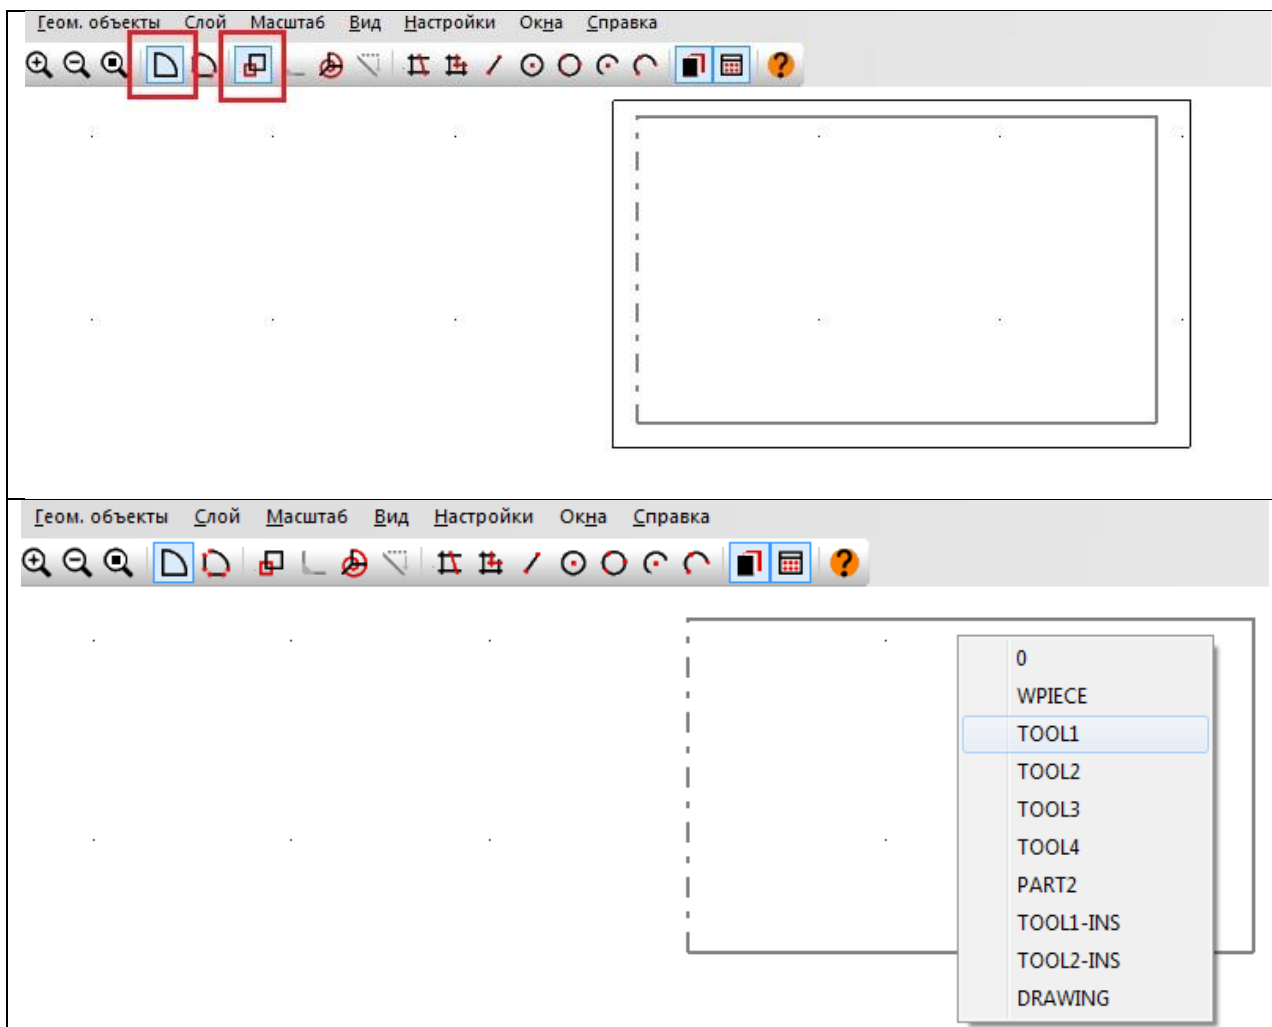 Геом. объекты Слой Масштаб Вид Настройки Окна Справка
?
Геом. объекты Слой Масштаб Вид Настройки Окна Справка
?
0
WPIECE
TOOL1
TOOL2
TOOL3
TOOL4
PART2
TOOL1-INS
TOOL2-INS
DRAWING